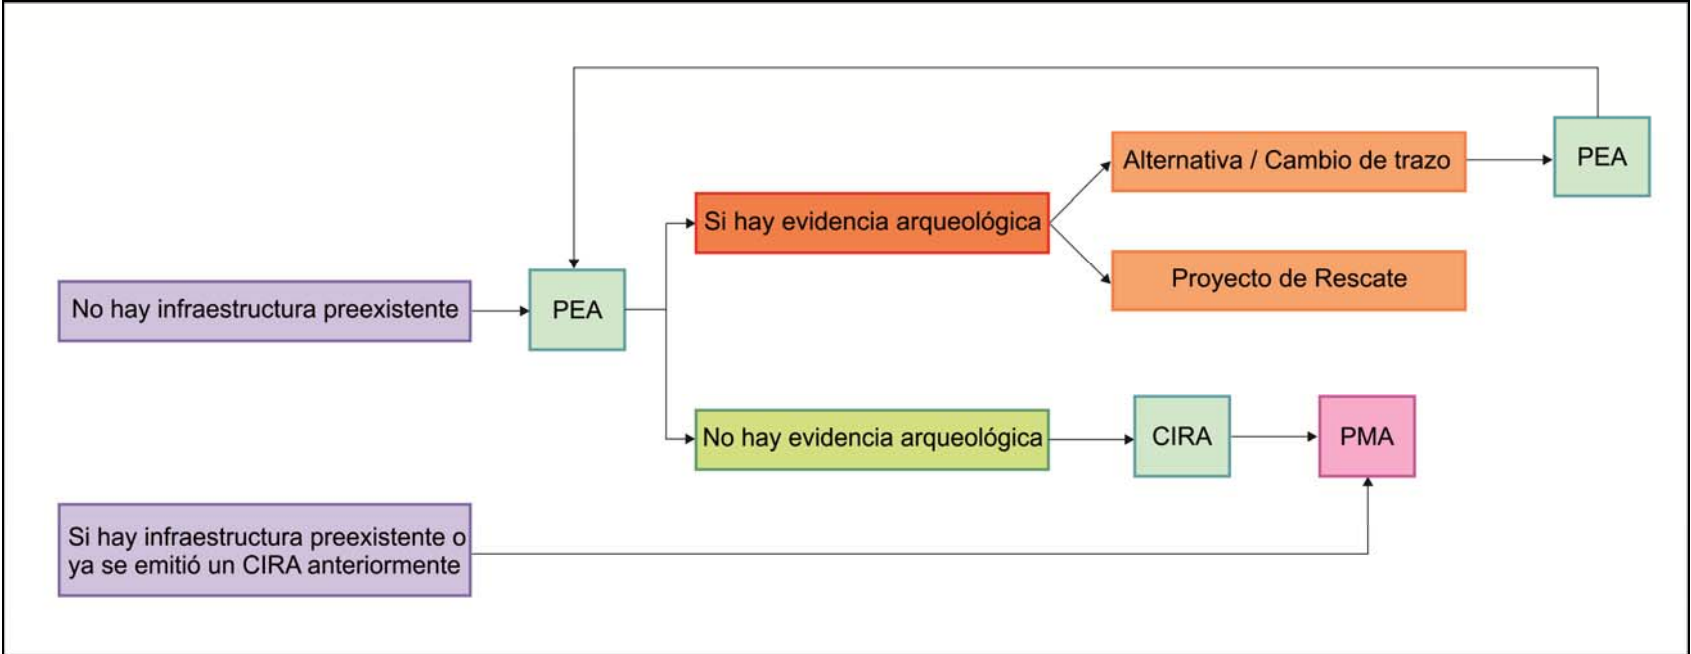 Alternativa / Cambio de trazo
PEA
Si hay evidencia arqueológica
Proyecto de Rescate
No hay infraestructura preexistente
PEA
No hay evidencia arqueológica
CIRA
PMA
Si hay infraestructura preexistente o
ya se emitió un CIRA anteriormente